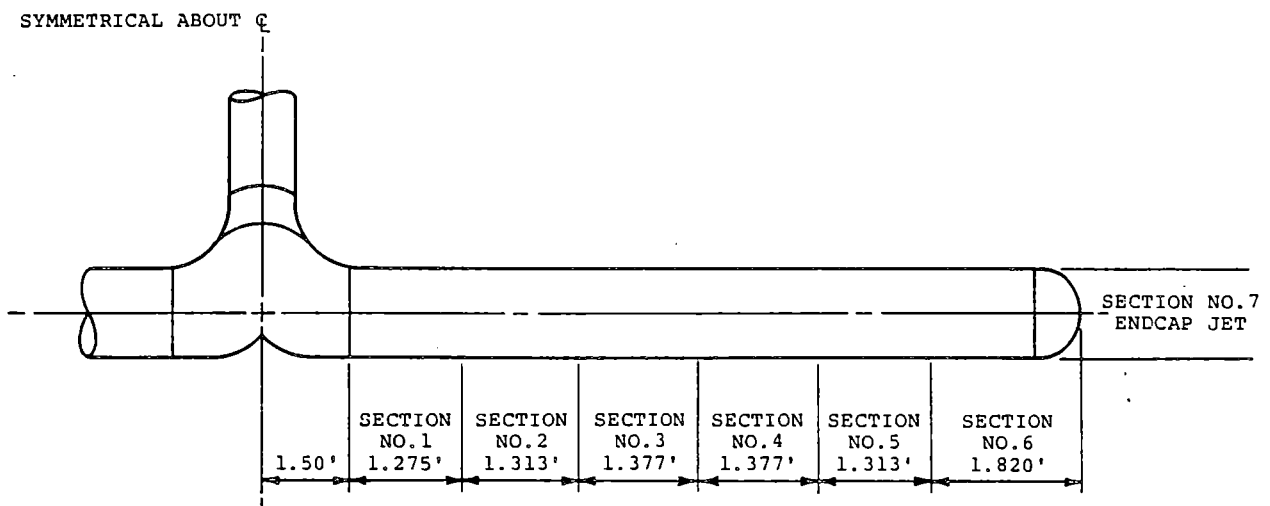 SYMMETRICAL ABOUT ℄
SECTION NO.7
ENDCAP JET
1.50'
SECTION
NO.1
1.275'
SECTION
NO.2
1.313'
SECTION
NO.3
1.377'
SECTION
NO.4
1.377'
SECTION
NO.5
1.313'
SECTION
NO.6
1.820'